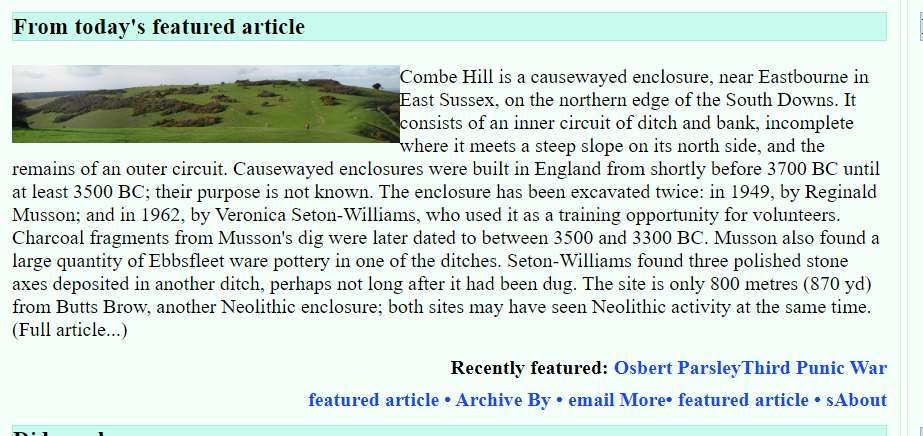 From today's featured article
Combe Hill is a causewayed enclosure, near Eastbourne in
East Sussex, on the northern edge of the South Downs. It
consists of an inner circuit of ditch and bank, incomplete
where it meets a steep slope on its north side, and the
remains of an outer circuit. Causewayed enclosures were built in England from shortly before 3700 BC until
at least 3500 BC; their purpose is not known. The enclosure has been excavated twice: in 1949, by Reginald
Musson; and in 1962, by Veronica Seton-Williams, who used it as a training opportunity for volunteers.
Charcoal fragments from Musson's dig were later dated to between 3500 and 3300 BC. Musson also found a
large quantity of Ebbsfleet ware pottery in one of the ditches. Seton-Williams found three polished stone
axes deposited in another ditch, perhaps not long after it had been dug. The site is only 800 metres (870 yd)
from Butts Brow, another Neolithic enclosure; both sites may have seen Neolithic activity at the same time.
(Full article...)
Recently featured: Osbert ParsleyThird Punic War
featured article • Archive By • email More• featured article • sAbout